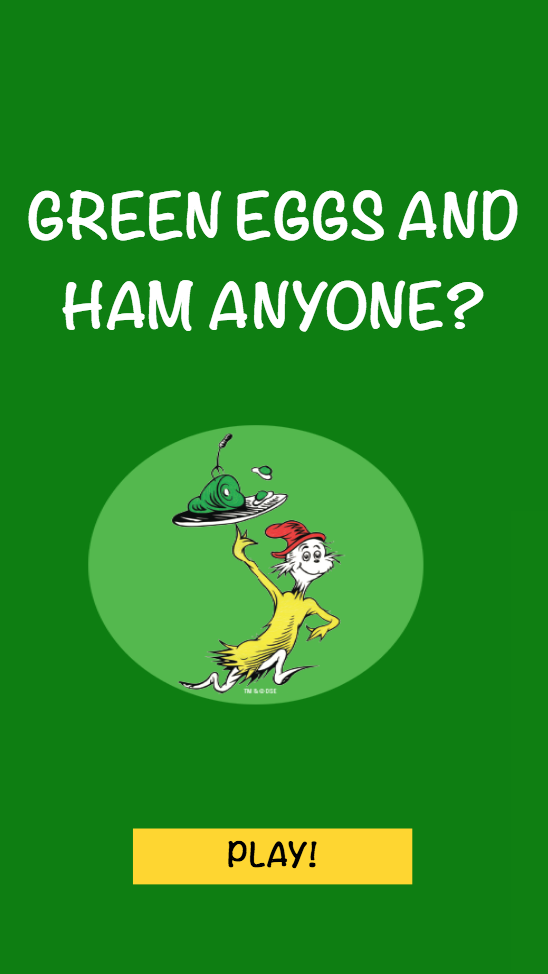 GREEN EGGS AND
HAM ANYONE?
TM & © DSE
PLAY!